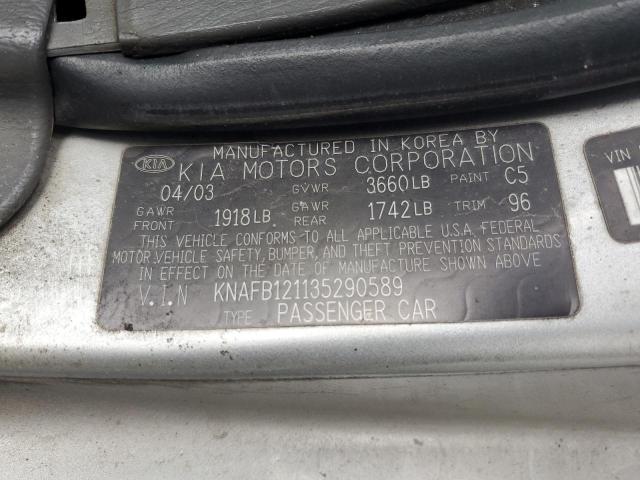 MANUFACTURED IN KOREA BY
KIA KIA MOTORS CORPORATION
04/03 GVWR 3660LB PAINT C5
GAWR FRONT 1918LB GAWR REAR 1742LB TRIM 96
THIS VEHICLE CONFORMS TO ALL APPLICABLE U.S.A. FEDERAL
MOTOR VEHICLE SAFETY, BUMPER, AND THEFT PREVENTION STANDARDS
IN EFFECT ON THE DATE OF MANUFACTURE SHOWN ABOVE
V.I.N KNAFB121135290589
TYPE PASSENGER CAR
VIN